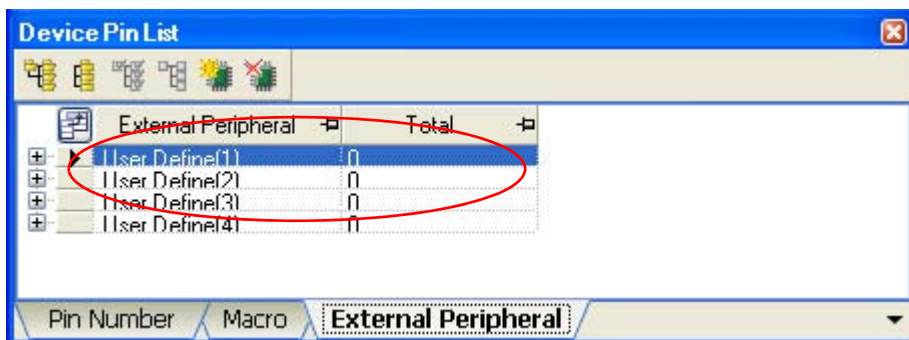 Device Pin List
External Peripheral Total
User Define(1) 0
User Define(2) 0
User Define(3) 0
User Define(4) 0
Pin Number Macro External Peripheral